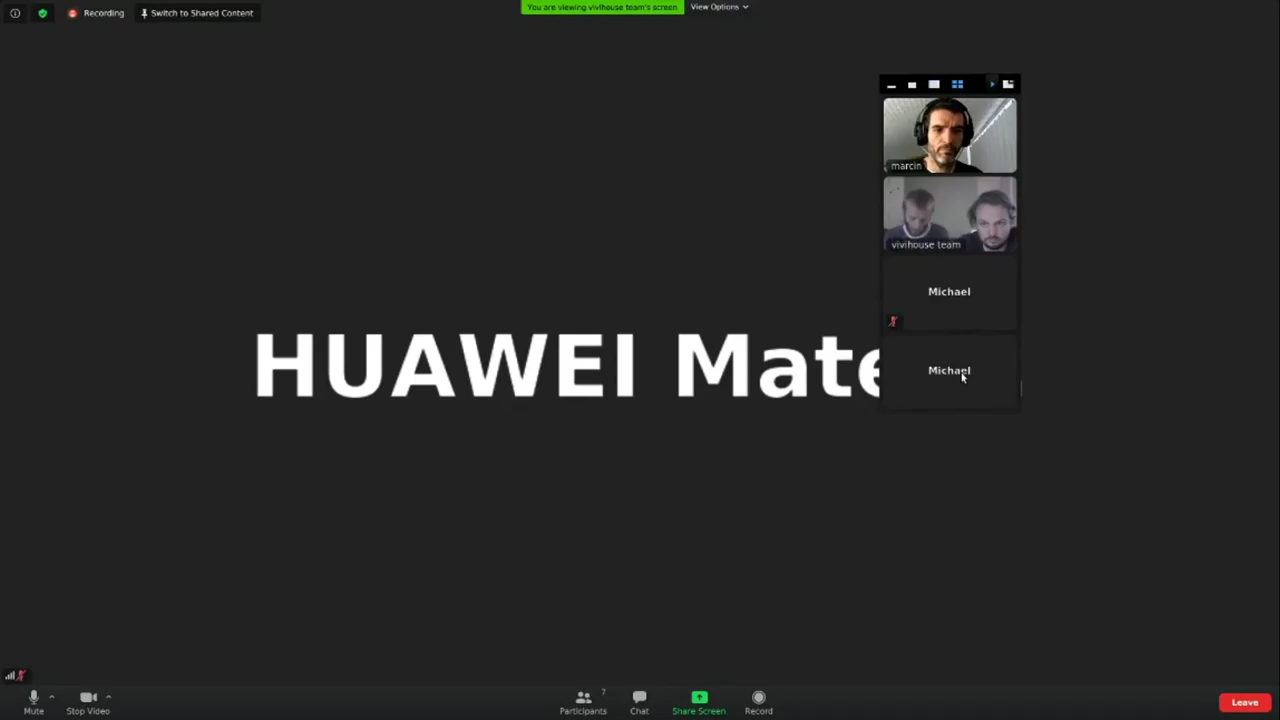 Recording
Switch to Shared Content
You are viewing vivihouse team's screen
View Options
marcin
vivihouse team
Michael
Michael
HUAWEI Mate
Mute
Stop Video
7
Participants
Chat
Share Screen
Record
Leave